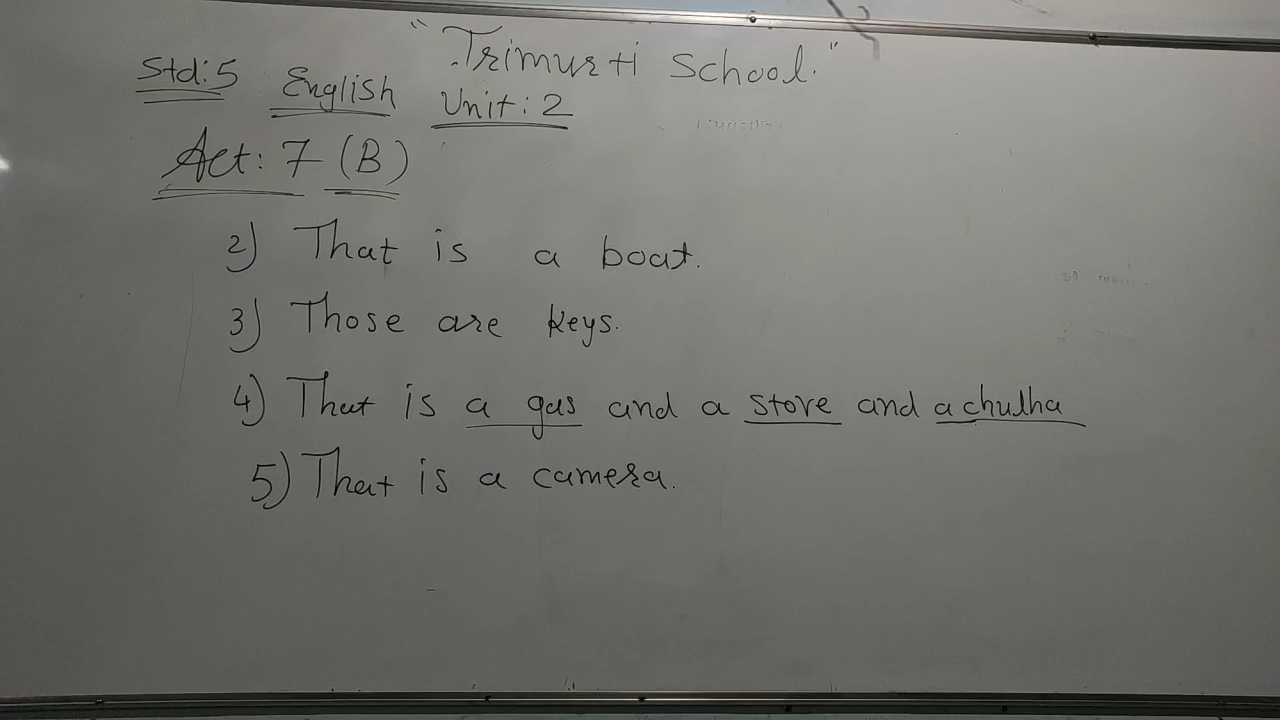 "Trimurti School."
Std:5 English Unit:2
Act: 7 (B)
2) That is a boat.
3) Those are keys.
4) That is a gas and a stove and a chulha
5) That is a camera.